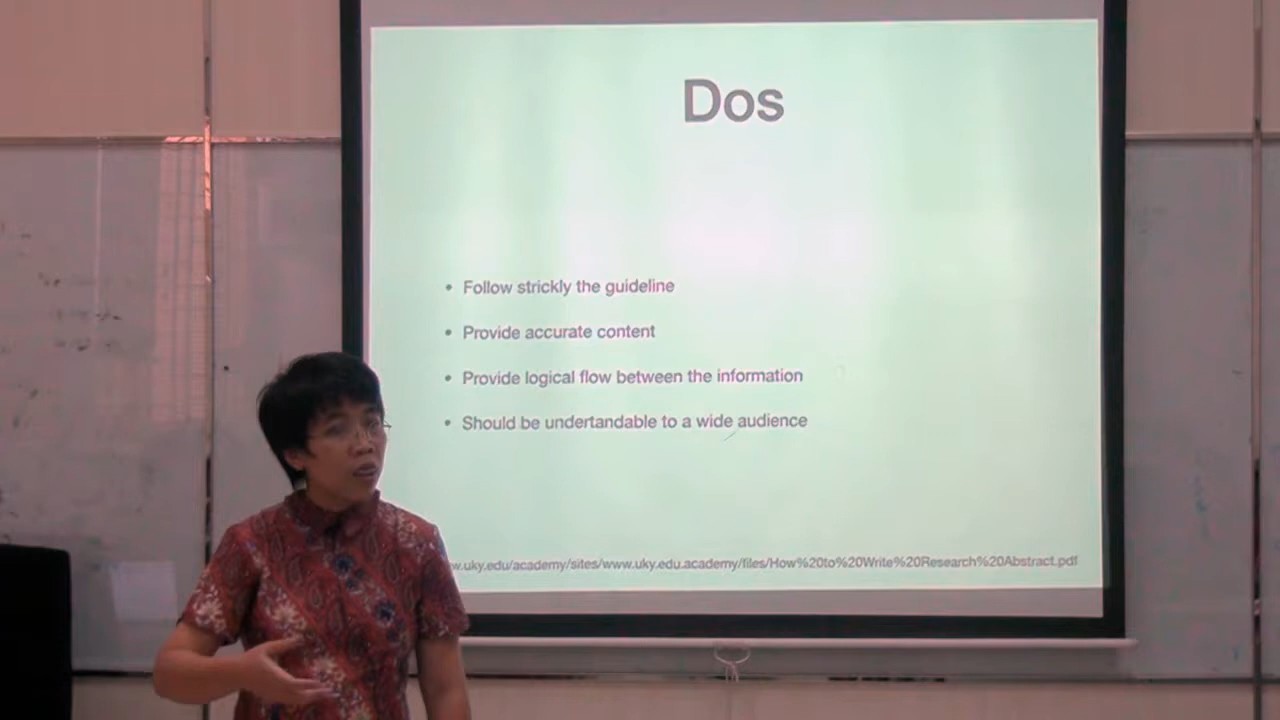 Dos
• Follow strickly the guideline
• Provide accurate content
• Provide logical flow between the information
• Should be undertandable to a wide audience
w.uky.edu/academy/sites/www.uky.edu.academy/files/How%20to%20Write%20Research%20Abstract.pdf